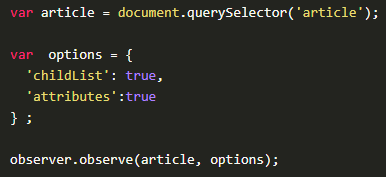 var article = document.querySelector('article');
var  options = {
  'childList': true,
  'attributes':true
} ;
observer.observe(article, options);